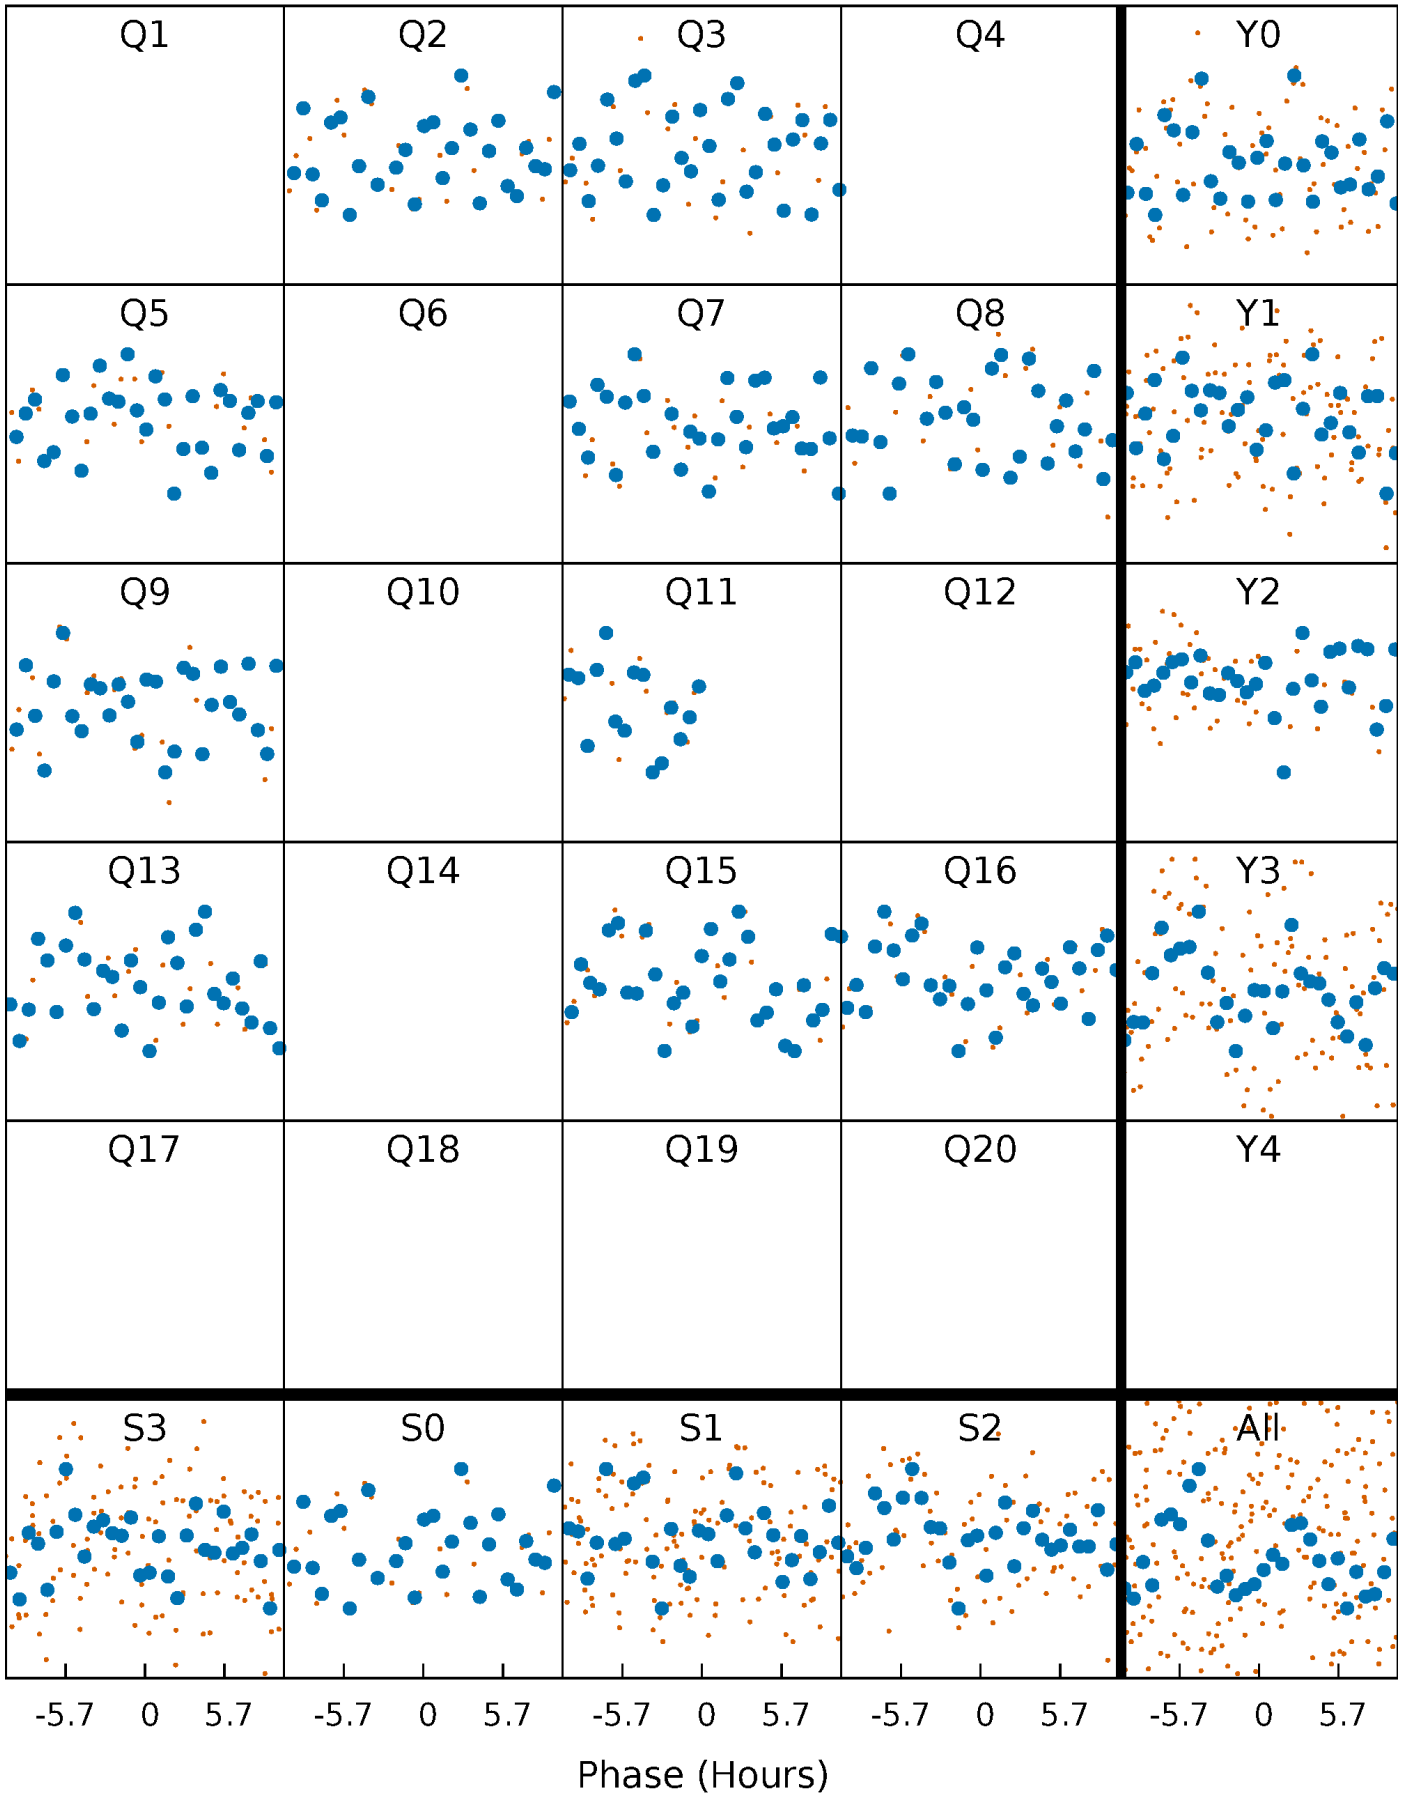 Q1 Q2 Q3 Q4 Y0
Q5 Q6 Q7 Q8 Y1
Q9 Q10 Q11 Q12 Y2
Q13 Q14 Q15 Q16 Y3
Q17 Q18 Q19 Q20 Y4
S3 S0 S1 S2 All
-5.7 0 5.7 -5.7 0 5.7 -5.7 0 5.7 -5.7 0 5.7 -5.7 0 5.7
Phase (Hours)